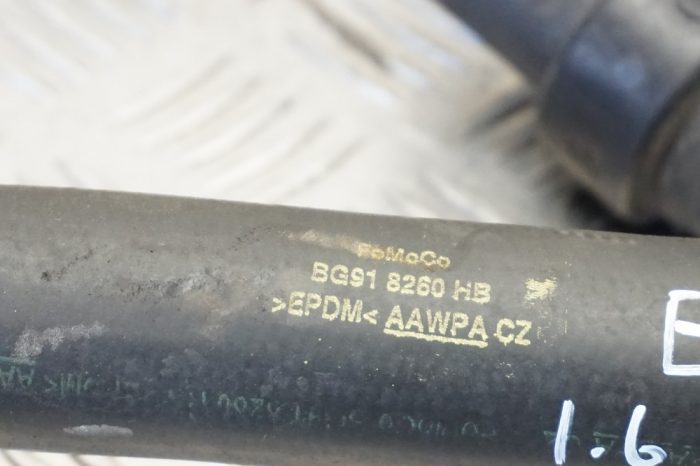 FoMoCo
BG91 8260 HB
>EPDM< AAWPA CZ
E
1.6